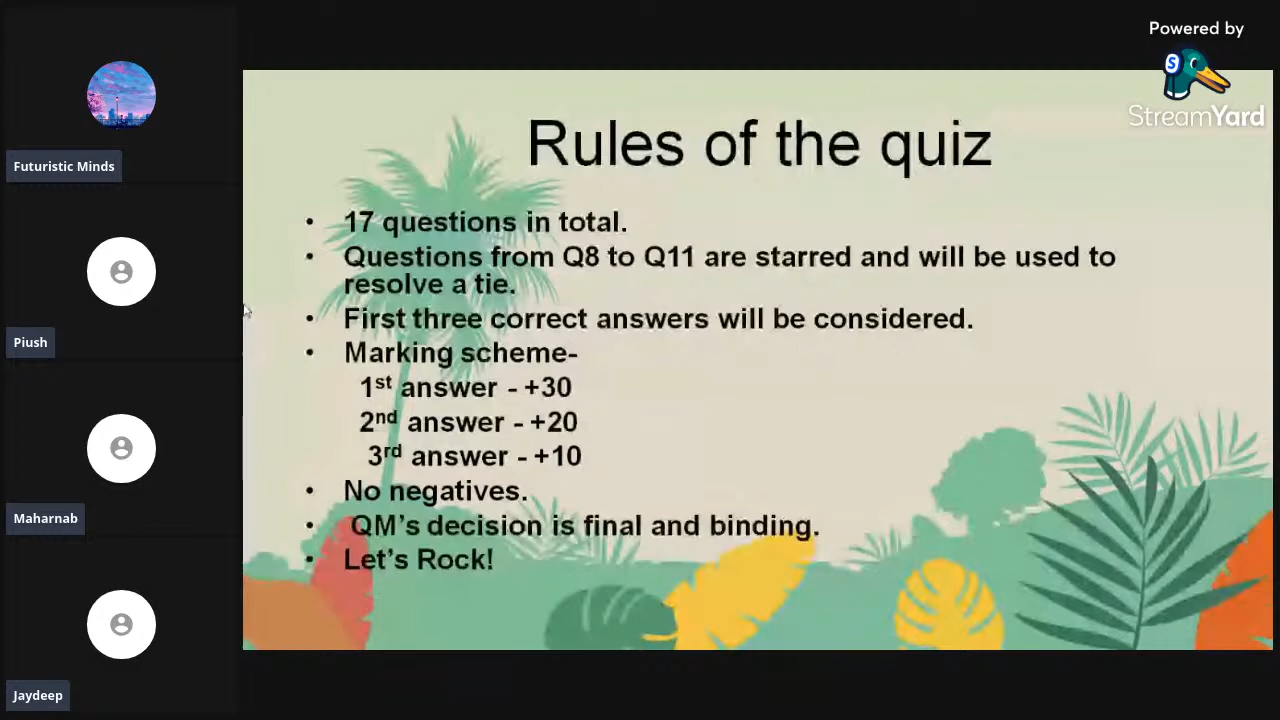 Powered by
StreamYard
Futuristic Minds
Piush
Maharnab
Jaydeep
Rules of the quiz
• 17 questions in total.
• Questions from Q8 to Q11 are starred and will be used to
resolve a tie.
• First three correct answers will be considered.
• Marking scheme-
1st answer - +30
2nd answer - +20
3rd answer - +10
• No negatives.
• QM's decision is final and binding.
• Let's Rock!